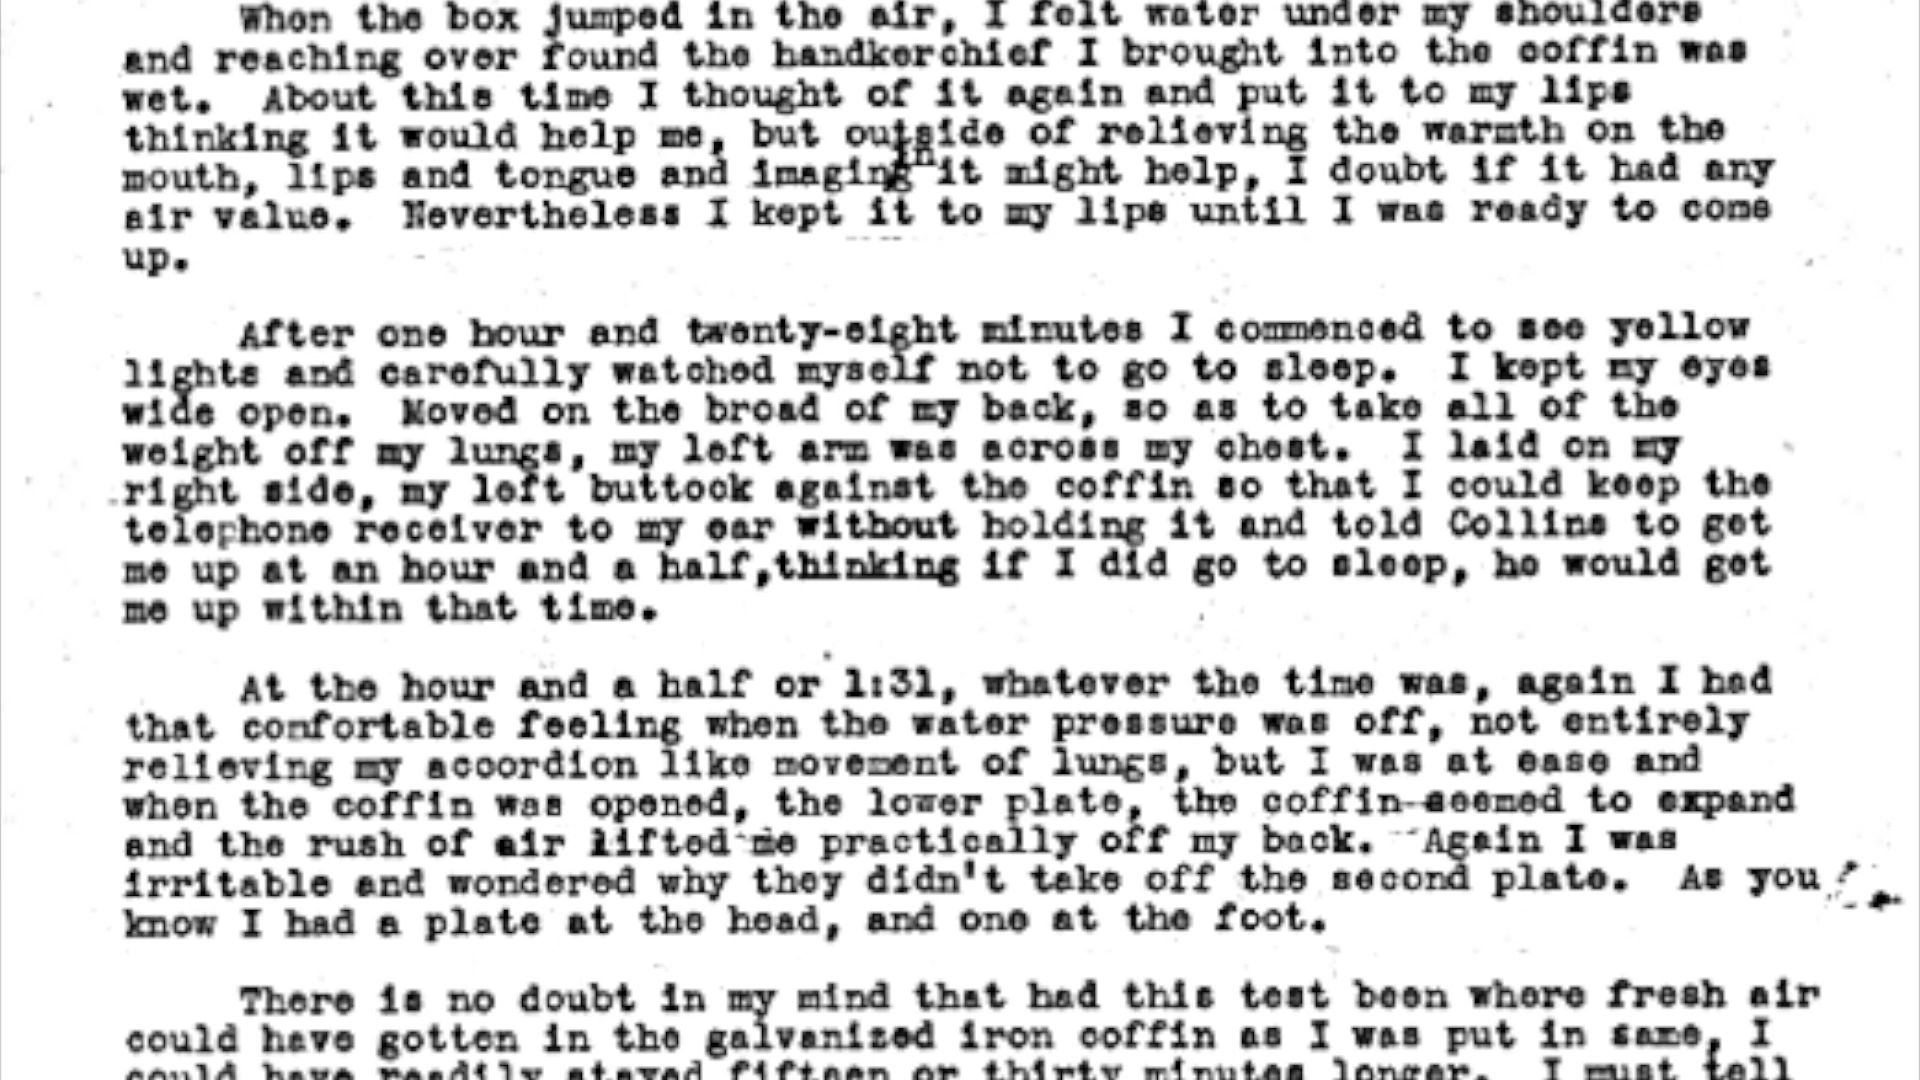 When the box jumped in the air, I felt water under my shoulders
and reaching over found the handkerchief I brought into the coffin was
wet. About this time I thought of it again and put it to my lips
thinking it would help me, but outside of relieving the warmth on the
in
mouth, lips and tongue and imaging it might help, I doubt if it had any
air value. Nevertheless I kept it to my lips until I was ready to come
up.
After one hour and twenty-eight minutes I commenced to see yellow
lights and carefully watched myself not to go to sleep. I kept my eyes
wide open. Moved on the broad of my back, so as to take all of the
weight off my lungs, my left arm was across my chest. I laid on my
right side, my left buttock against the coffin so that I could keep the
telephone receiver to my ear without holding it and told Collins to get
me up at an hour and a half,thinking if I did go to sleep, he would get
me up within that time.
At the hour and a half or 1:31, whatever the time was, again I had
that comfortable feeling when the water pressure was off, not entirely
relieving my accordion like movement of lungs, but I was at ease and
when the coffin was opened, the lower plate, the coffin seemed to expand
and the rush of air lifted me practically off my back. Again I was
irritable and wondered why they didn't take off the second plate. As you
know I had a plate at the head, and one at the foot.
There is no doubt in my mind that had this test been where fresh air
could have gotten in the galvanized iron coffin as I was put in same, I
could have readily stayed fifteen or thirty minutes longer. I must tell